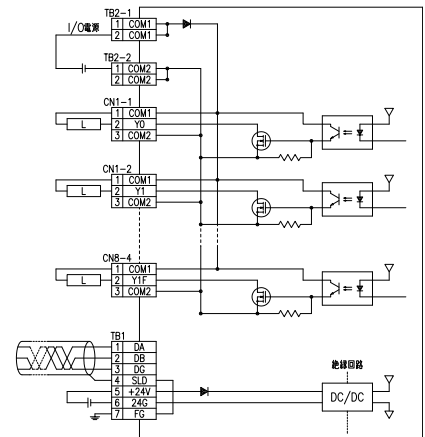 TB2-1
I/O電源
1 COM1
2 COM1
TB2-2
1 COM2
2 COM2
CN1-1
1 COM1
L 2 Y0
3 COM2
CN1-2
1 COM1
L 2 Y1
3 COM2
CN8-4
1 COM1
L 2 Y1F
3 COM2
TB1
1 DA
2 DB
3 DG
4 SLD
5 +24V
6 24G
7 FG
絶縁回路
DC/DC